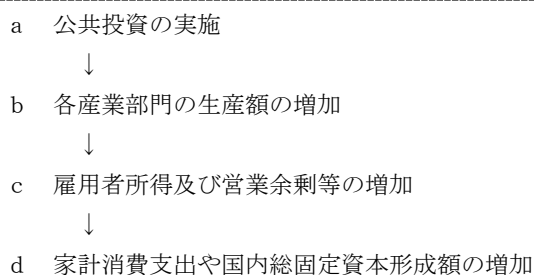 a 公共投資の実施
↓
b 各産業部門の生産額の増加
↓
c 雇用者所得及び営業余剰等の増加
↓
d 家計消費支出や国内総固定資本形成額の増加